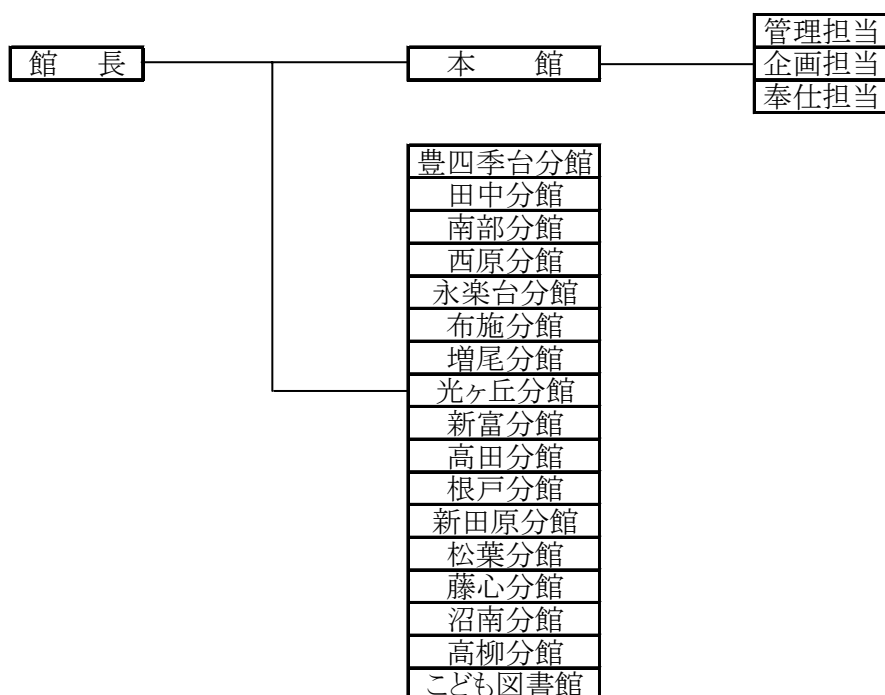 館　長
本　館
管理担当
企画担当
奉仕担当
豊四季台分館
田中分館
南部分館
西原分館
永楽台分館
布施分館
増尾分館
光ヶ丘分館
新富分館
高田分館
根戸分館
新田原分館
松葉分館
藤心分館
沼南分館
高柳分館
こども図書館